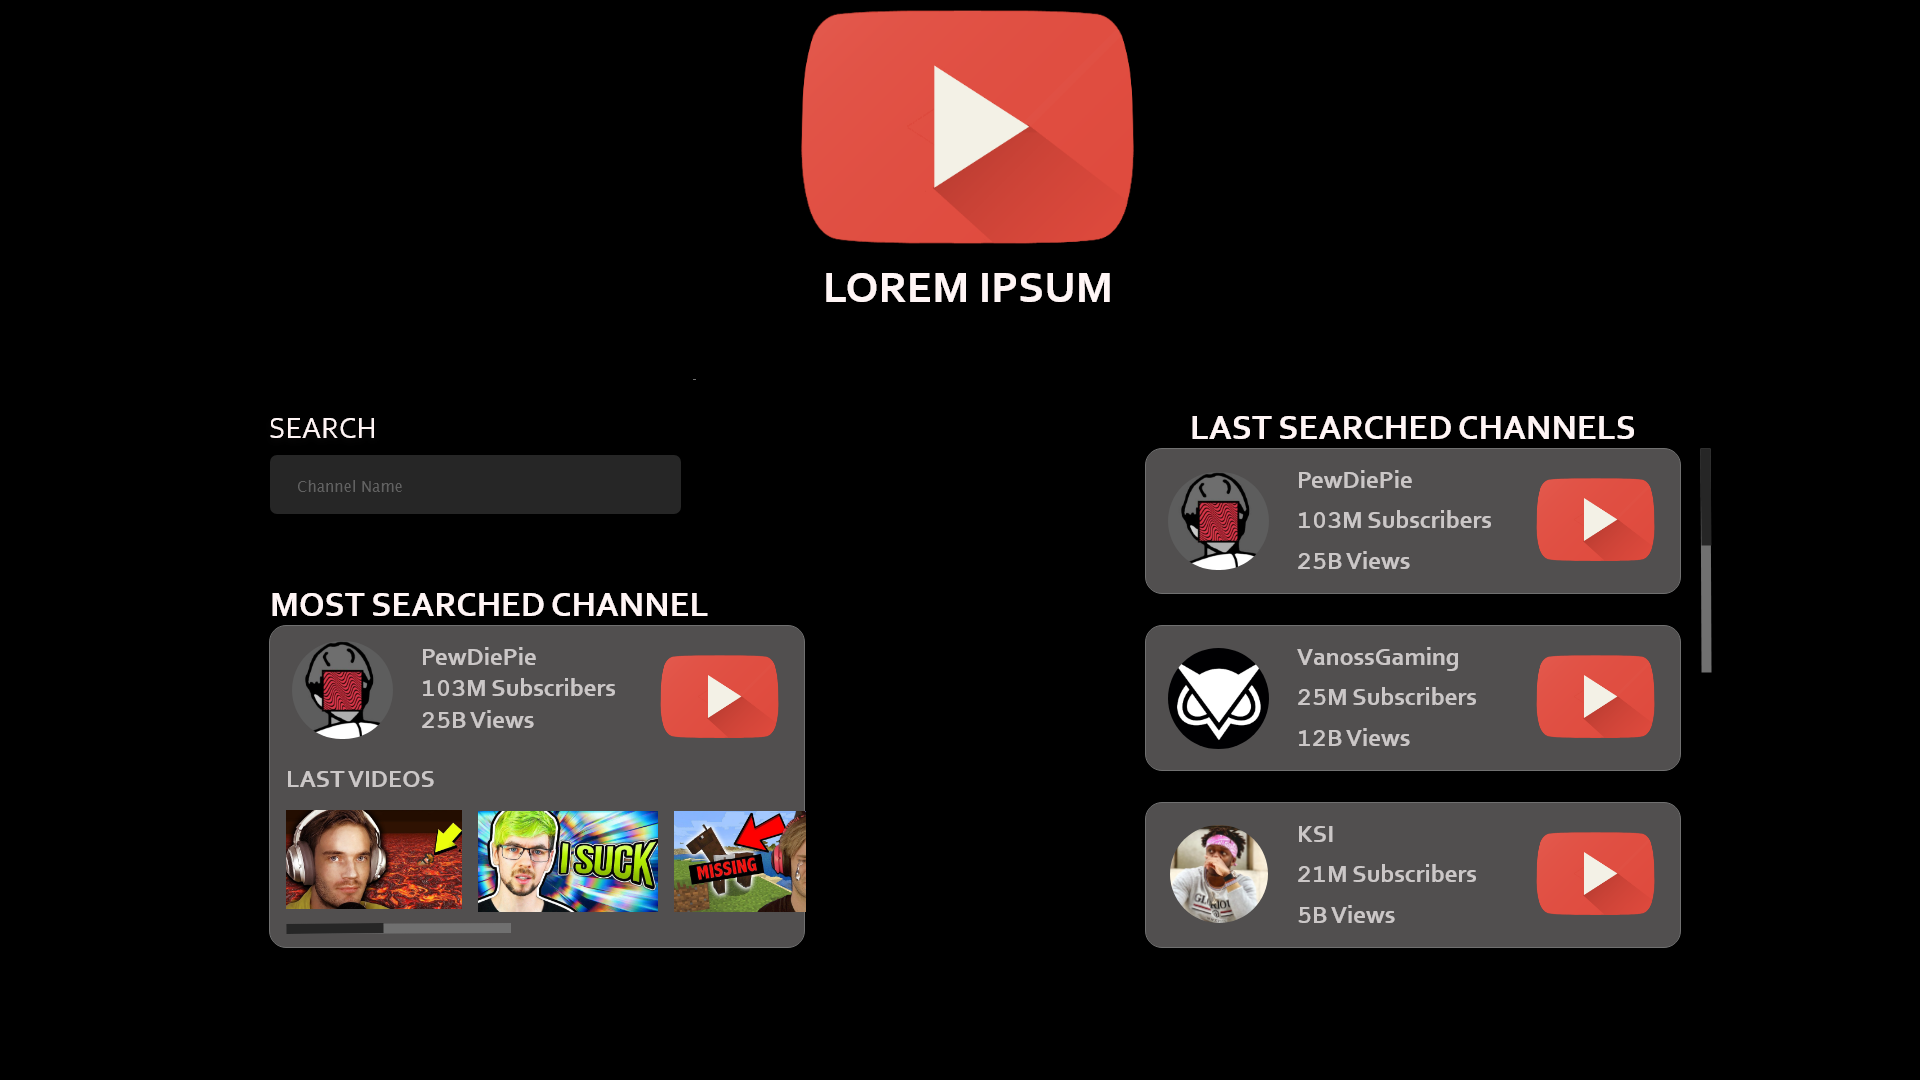 LOREM IPSUM
-
SEARCH
Channel Name
MOST SEARCHED CHANNEL
PewDiePie
103M Subscribers
25B Views
LAST VIDEOS
I SUCK
MISSING
LAST SEARCHED CHANNELS
PewDiePie
103M Subscribers
25B Views
VanossGaming
25M Subscribers
12B Views
KSI
21M Subscribers
5B Views